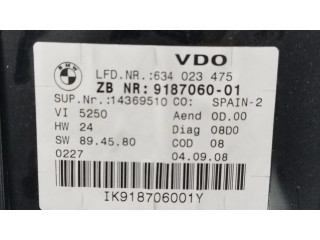 BMW
VDO
LFD.NR.:634 023 475
ZB NR: 9187060-01
SUP.Nr.:14369510 CO: SPAIN-2
VI 5250 Aend 0D.00
HW 24 Diag 08D0
SW 89.45.80 COD 08
0227 04.09.08
IK918706001Y